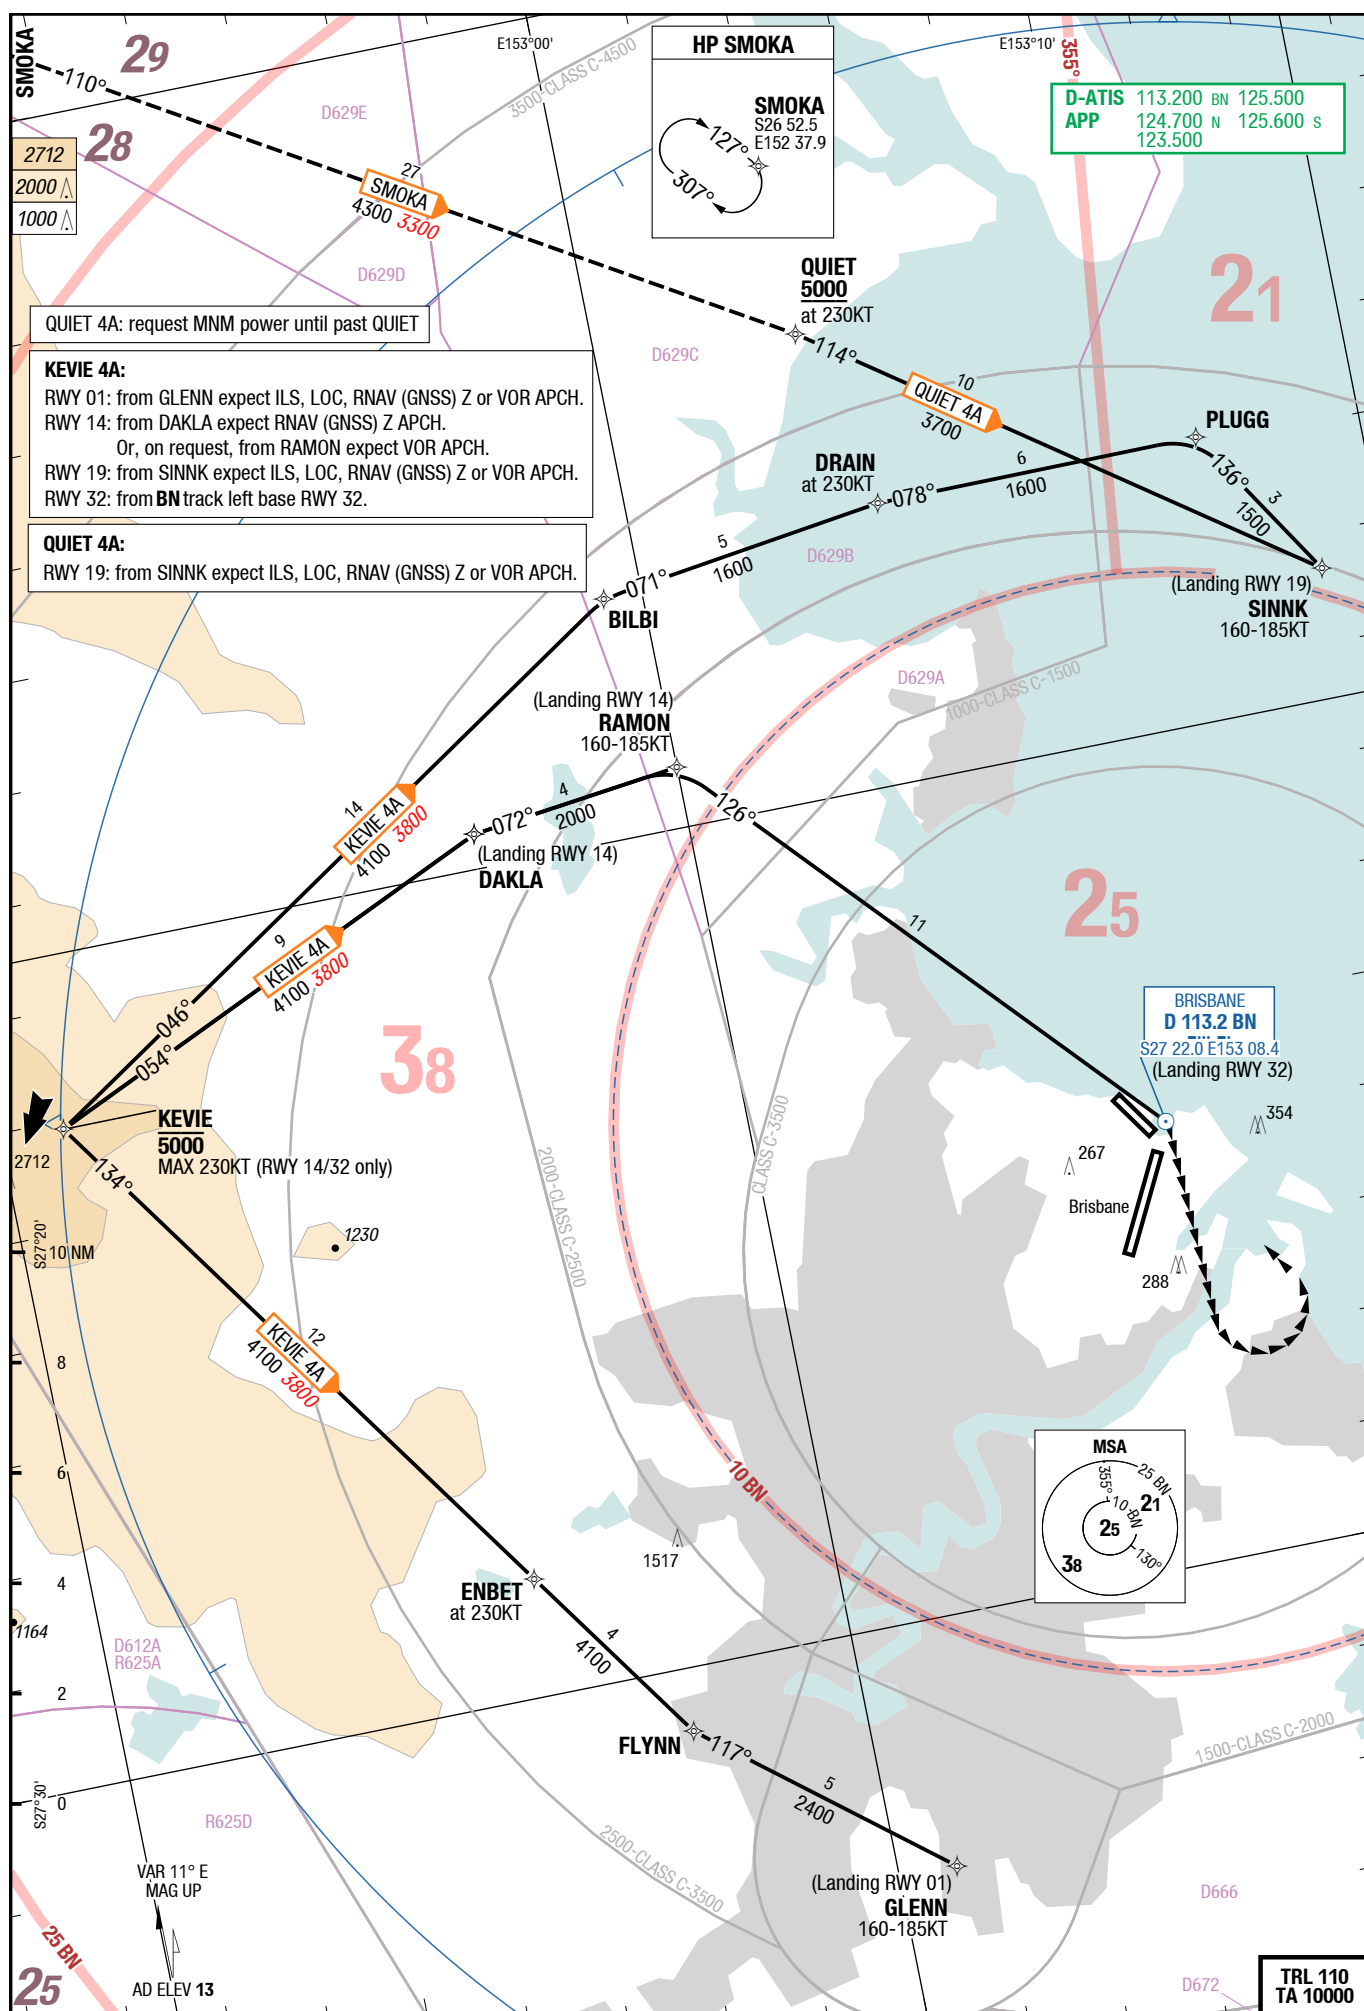 SMOKA
29
110°
28
2712
2000
1000
E153°00'
E153°10'
355°
3500-CLASS C-4500
D629E
27
SMOKA
4300 3300
D629D
HP SMOKA
SMOKA
S26 52.5
E152 37.9
127°
307°
D-ATIS 113.200 BN 125.500
APP 124.700 N 125.600 S
123.500
QUIET
5000
at 230KT
114°
21
QUIET 4A: request MNM power until past QUIET
D629C
10
QUIET 4A
3700
KEVIE 4A:
RWY 01: from GLENN expect ILS, LOC, RNAV (GNSS) Z or VOR APCH.
RWY 14: from DAKLA expect RNAV (GNSS) Z APCH.
Or, on request, from RAMON expect VOR APCH.
RWY 19: from SINNK expect ILS, LOC, RNAV (GNSS) Z or VOR APCH.
RWY 32: from BN track left base RWY 32.
QUIET 4A:
RWY 19: from SINNK expect ILS, LOC, RNAV (GNSS) Z or VOR APCH.
PLUGG
136°
3
1500
DRAIN
at 230KT
078°
6
1600
5
1600
D629B
071°
BILBI
(Landing RWY 19)
SINNK
160-185KT
D629A
1000-CLASS C-1500
(Landing RWY 14)
RAMON
160-185KT
126°
14
KEVIE 4A
4100 3800
4
2000
072°
(Landing RWY 14)
DAKLA
9
KEVIE 4A
4100 3800
11
25
046°
054°
38
BRISBANE
D 113.2 BN
S27 22.0 E153 08.4
(Landing RWY 32)
KEVIE
5000
MAX 230KT (RWY 14/32 only)
2712
134°
354
267
Brisbane
288
CLASS C-3500
2000-CLASS C-2500
S27°20'
10 NM
1230
12
KEVIE 4A
4100 3800
8
6
4
2
0
10 BN
MSA
355°
25 BN
10 BN
21
25
130°
38
1517
ENBET
at 230KT
4
4100
1164
D612A
R625A
FLYNN
117°
5
2400
1500-CLASS C-2000
S27°30'
R625D
2500-CLASS C-3500
VAR 11° E
MAG UP
(Landing RWY 01)
GLENN
160-185KT
D666
25 BN
25
AD ELEV 13
D672
TRL 110
TA 10000